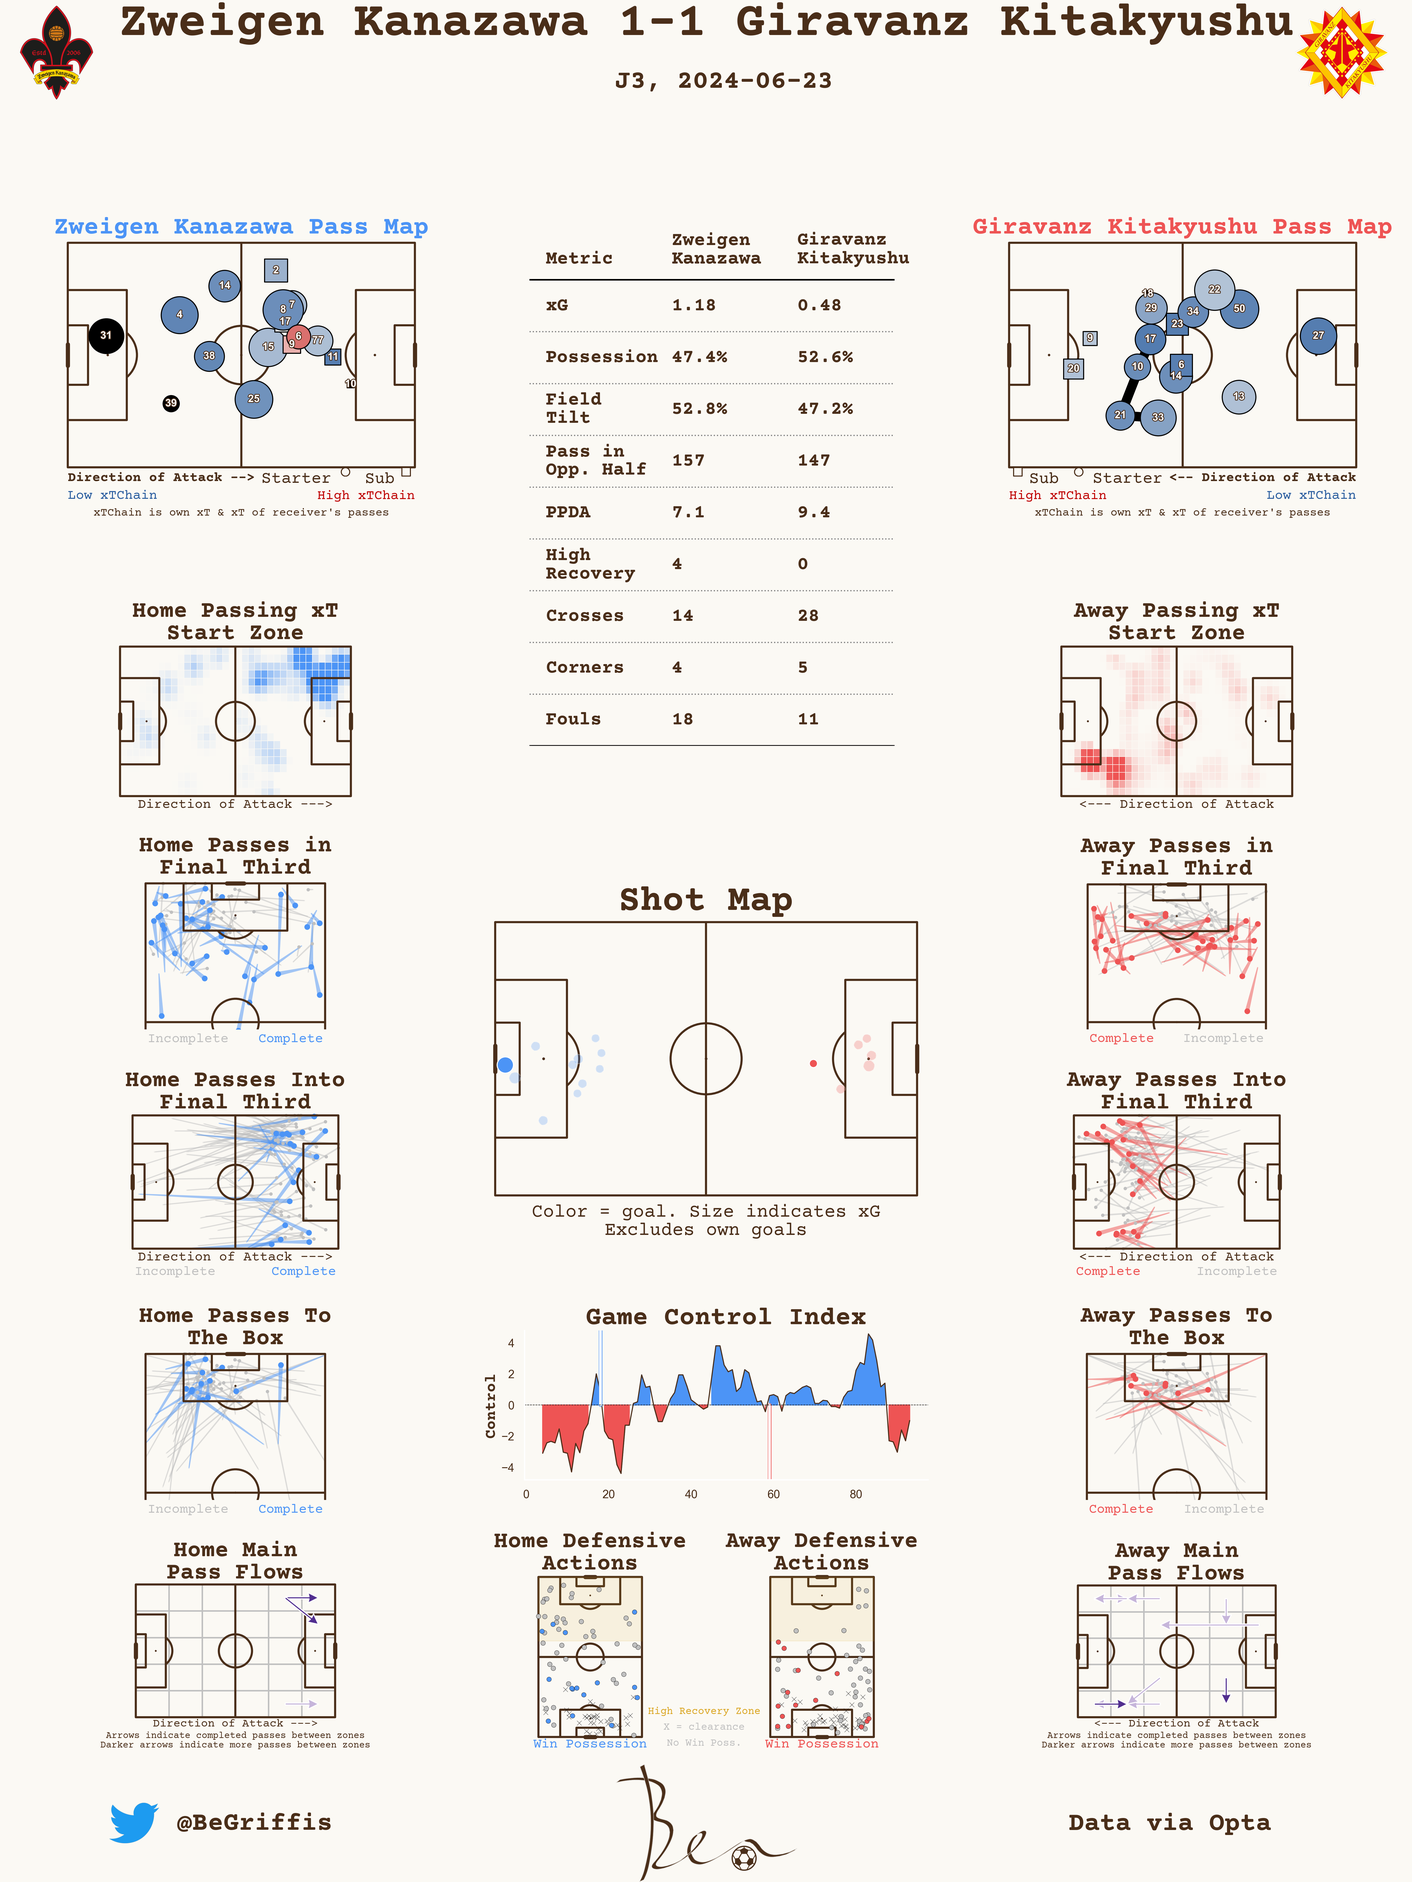 Zweigen Kanazawa 1-1 Giravanz Kitakyushu
J3, 2024-06-23
Estd 2006
Zweigen Kanazawa
GIRAVANZ
KITAKYUSHU
Zweigen Kanazawa Pass Map
31
4
14
38
39
25
15
2
8
7
17
9
6
77
11
10
Direction of Attack --> Starter Sub
Low xTChain High xTChain
xTChain is own xT & xT of receiver's passes
Metric Zweigen Kanazawa Giravanz Kitakyushu
xG 1.18 0.48
Possession 47.4% 52.6%
Field Tilt 52.8% 47.2%
Pass in Opp. Half 157 147
PPDA 7.1 9.4
High Recovery 4 0
Crosses 14 28
Corners 4 5
Fouls 18 11
Giravanz Kitakyushu Pass Map
18
29
22
50
34
23
17
9
20
10
6
14
21
33
13
27
Sub Starter <-- Direction of Attack
High xTChain Low xTChain
xTChain is own xT & xT of receiver's passes
Home Passing xT
Start Zone
Direction of Attack --->
Away Passing xT
Start Zone
<--- Direction of Attack
Home Passes in
Final Third
Incomplete Complete
Away Passes in
Final Third
Complete Incomplete
Shot Map
Color = goal. Size indicates xG
Excludes own goals
Home Passes Into
Final Third
Direction of Attack --->
Incomplete Complete
Away Passes Into
Final Third
<--- Direction of Attack
Complete Incomplete
Home Passes To
The Box
Incomplete Complete
Game Control Index
Control
4
2
0
−2
−4
0 20 40 60 80
Away Passes To
The Box
Complete Incomplete
Home Main
Pass Flows
Direction of Attack --->
Arrows indicate completed passes between zones
Darker arrows indicate more passes between zones
Home Defensive
Actions
Win Possession
High Recovery Zone
X = clearance
No Win Poss.
Away Defensive
Actions
Win Possession
Away Main
Pass Flows
<--- Direction of Attack
Arrows indicate completed passes between zones
Darker arrows indicate more passes between zones
@BeGriffis
Ben
Data via Opta